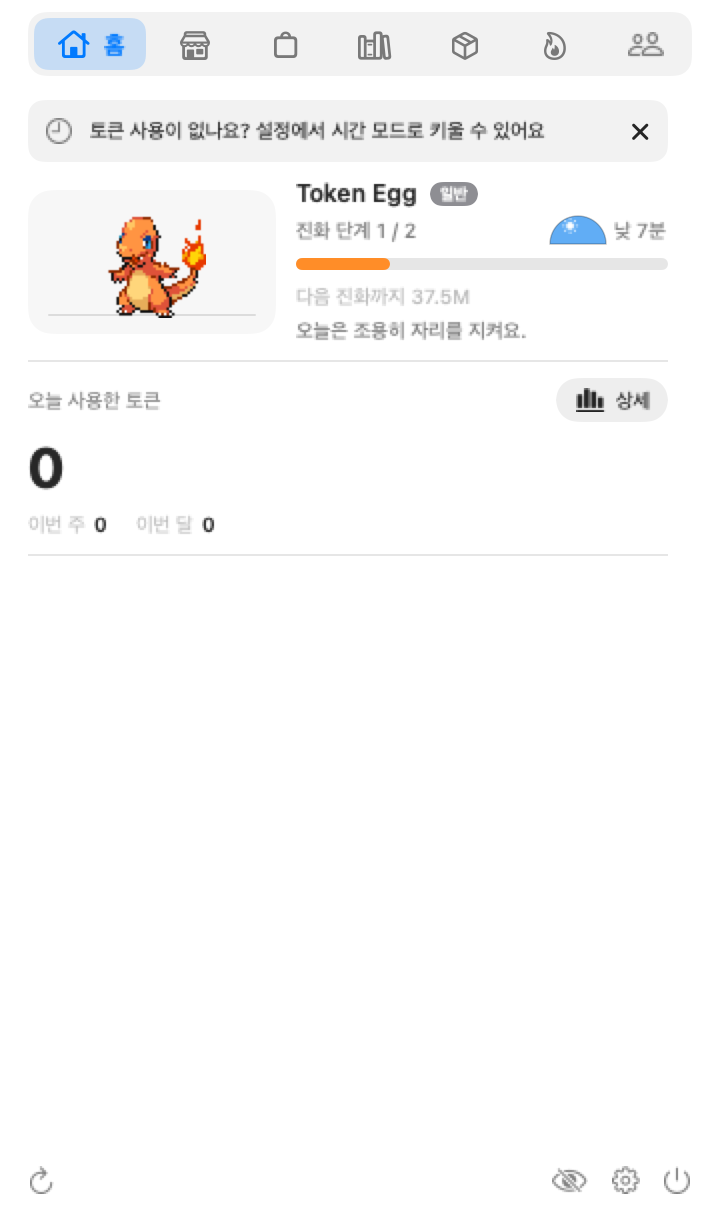 홈
토큰 사용이 없나요? 설정에서 시간 모드로 키울 수 있어요
Token Egg 일반
진화 단계 1 / 2 낮 7분
다음 진화까지 37.5M
오늘은 조용히 자리를 지켜요.
오늘 사용한 토큰 상세
0
이번 주 0 이번 달 0